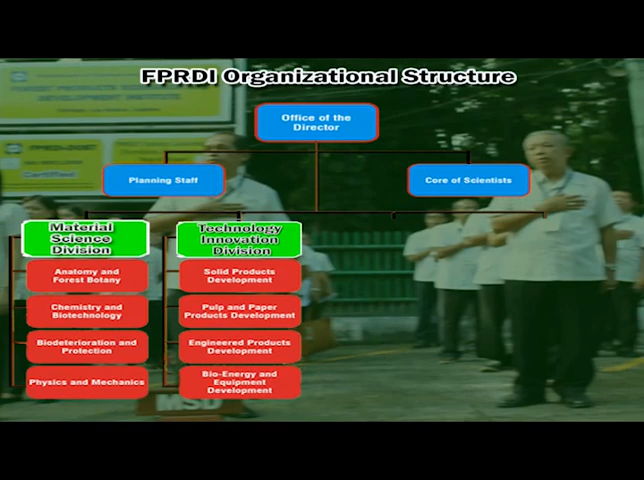 FPRDI Organizational Structure
Office of the
Director
Planning Staff
Core of Scientists
Material
Science
Division
Technology
Innovation
Division
Anatomy and
Forest Botany
Chemistry and
Biotechnology
Biodeterioration and
Protection
Physics and Mechanics
Solid Products
Development
Pulp and Paper
Products Development
Engineered Products
Development
Bio-Energy and
Equipment
Development
MSD